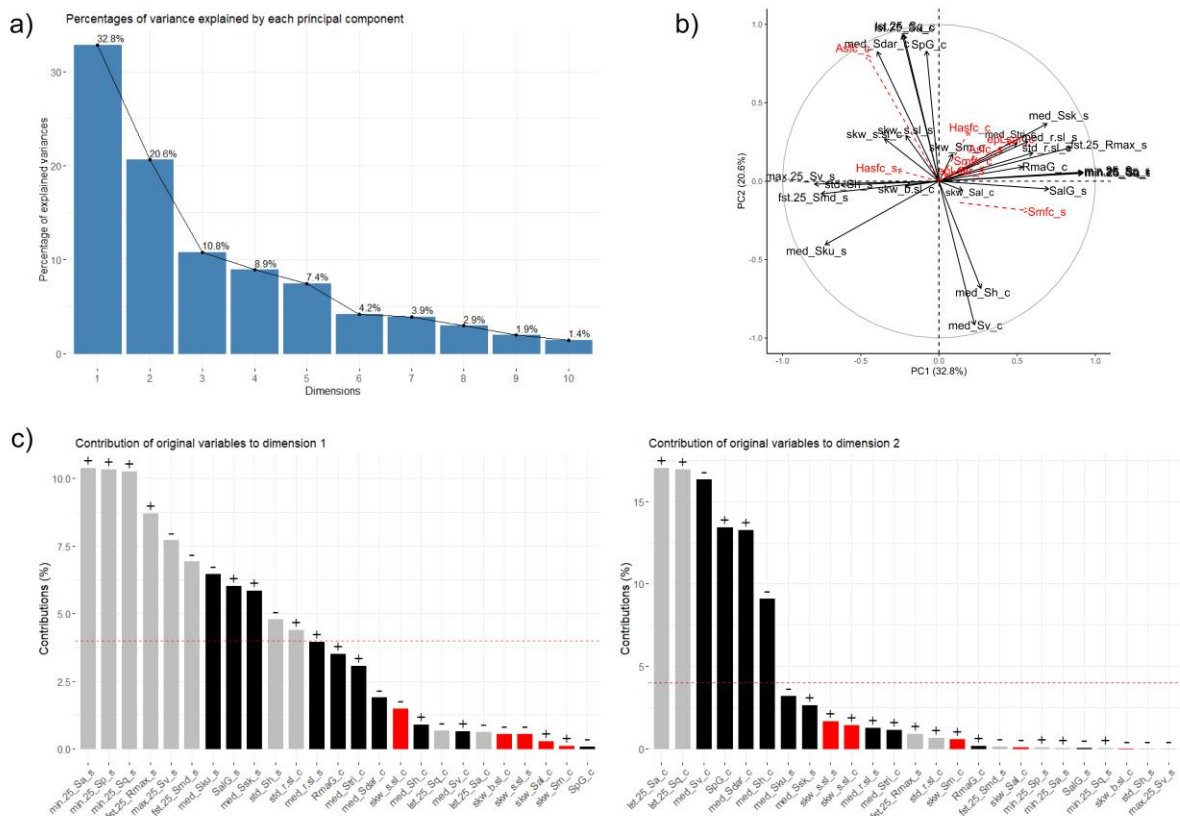 a)
Percentages of variance explained by each principal component
Percentage of explained variances
30
20
10
0
32.8%
20.6%
10.8%
8.9%
7.4%
4.2%
3.9%
2.9%
1.9%
1.4%
1 2 3 4 5 6 7 8 9 10
Dimensions
b)
PC2 (20.6%)
1.0
0.5
0.0
-0.5
-1.0
med_Sdar_c
SpG_c
Asfc_c
Hasfc_c
med_Ssk_s
skw_s.sl_c
skw_s.sl_s
med_r.sl_s
skw_Sm_c
std_r.sl_s
fst.25_Rmax_s
Smfc_c
Hasfc_s
RmaG_c
max.25_Sv_s
std_Sh_s
skw_b.sl_c
skw_Sal_c
SalG_s
fst.25_Smd_s
Smfc_s
med_Sku_s
med_Sh_c
med_Sv_c
-1.0 -0.5 0.0 0.5 1.0
PC1 (32.8%)
c)
Contribution of original variables to dimension 1
Contributions (%)
10.0
7.5
5.0
2.5
0.0
+ + + + - - - + + - + + + + - - + - + - - - + + -
min.25_Sa_s
min.25_Sp_s
min.25_Sq_s
fst.25_Rmax_s
max.25_Sv_s
fst.25_Smd_s
med_Sku_s
SalG_s
med_Ssk_s
std_Sh_s
std_r.sl_c
med_r.sl_s
RmaG_c
med_Stri_c
med_Sdar_c
skw_s.sl_c
med_Sh_c
fst.25_Sq_c
med_Sv_c
fst.25_Sa_c
skw_b.sl_c
skw_s.sl_s
skw_Sal_c
skw_Sm_c
SpG_c
Contribution of original variables to dimension 2
Contributions (%)
15
10
5
0
fst.25_Sa_c
fst.25_Sq_c
med_Sv_c
SpG_c
med_Sdar_c
med_Sh_c
med_Sku_s
med_Ssk_s
skw_s.sl_s
skw_s.sl_c
med_r.sl_s
med_Stri_c
fst.25_Rmax_s
std_r.sl_c
skw_Sm_c
RmaG_c
fst.25_Smd_s
skw_Sal_c
min.25_Sp_s
min.25_Sa_s
SalG_s
min.25_Sq_s
skw_b.sl_c
std_Sh_s
max.25_Sv_s